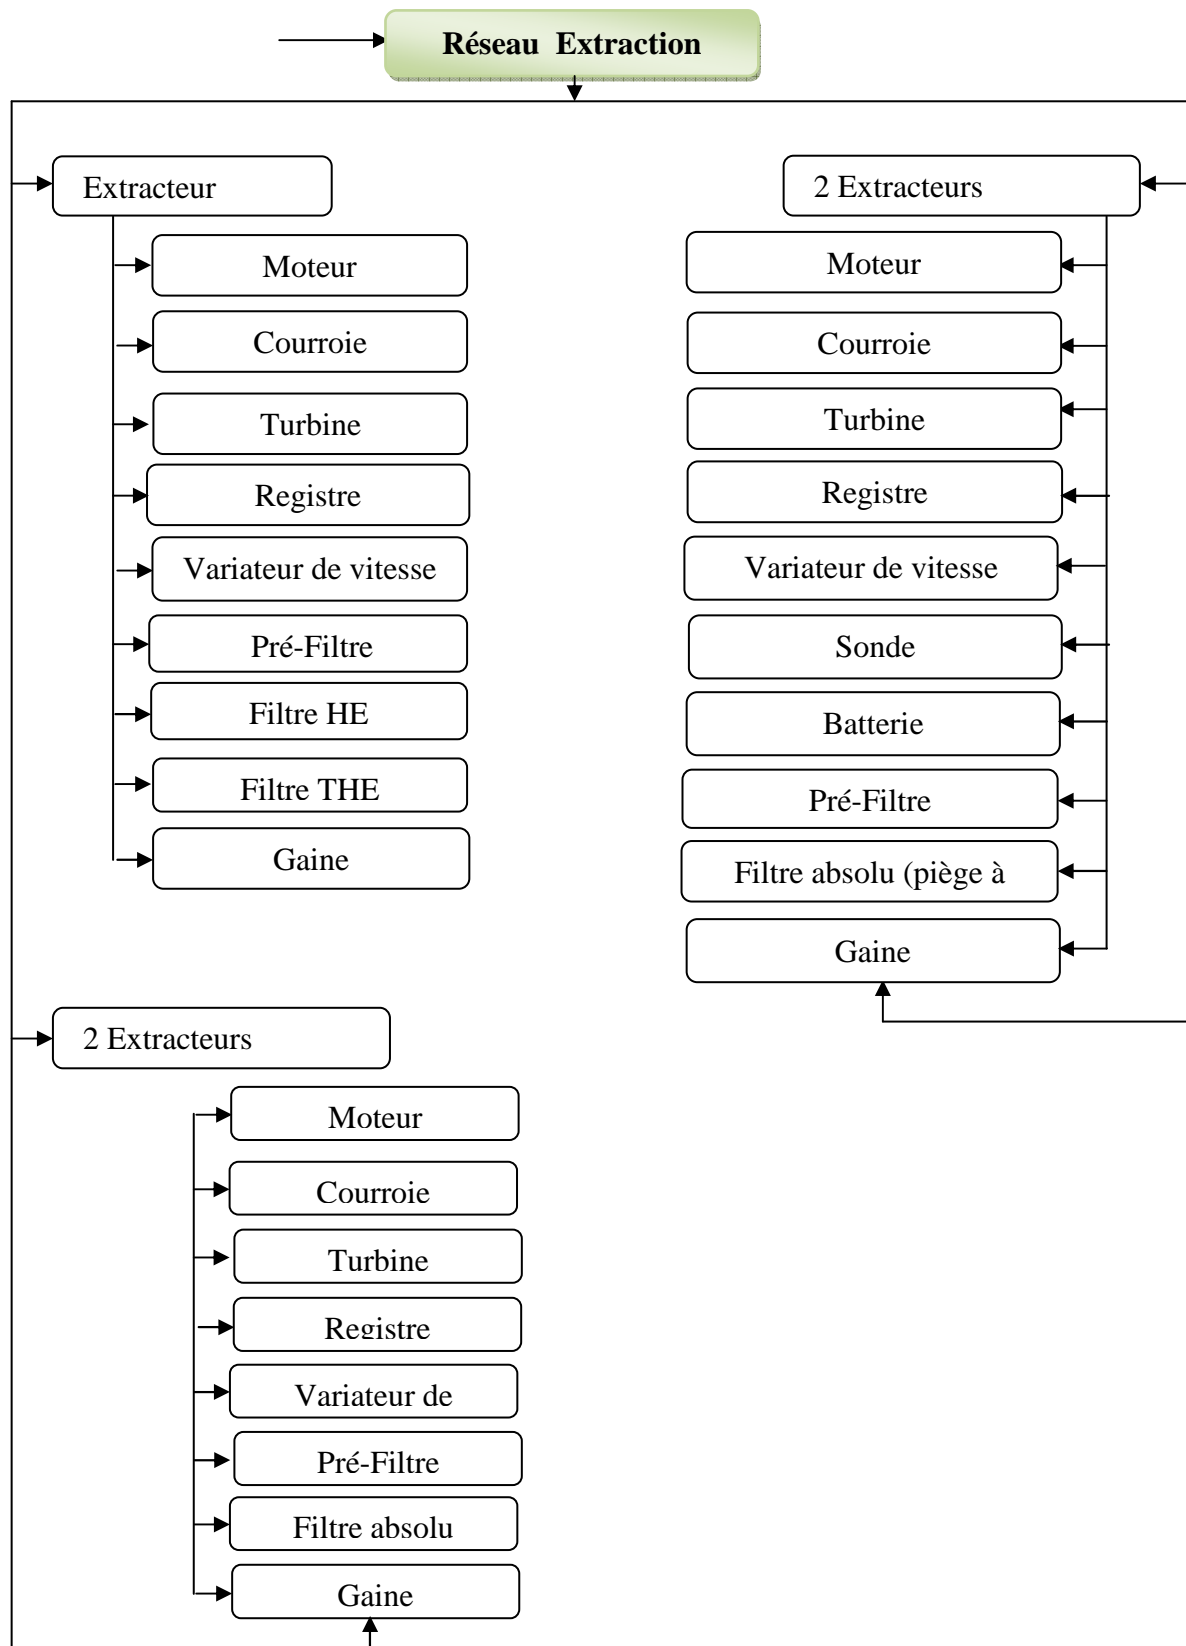 Réseau Extraction
Extracteur
Moteur
Courroie
Turbine
Registre
Variateur de vitesse
Pré-Filtre
Filtre HE
Filtre THE
Gaine
2 Extracteurs
Moteur
Courroie
Turbine
Registre
Variateur de vitesse
Sonde
Batterie
Pré-Filtre
Filtre absolu (piège à
Gaine
2 Extracteurs
Moteur
Courroie
Turbine
Registre
Variateur de
Pré-Filtre
Filtre absolu
Gaine